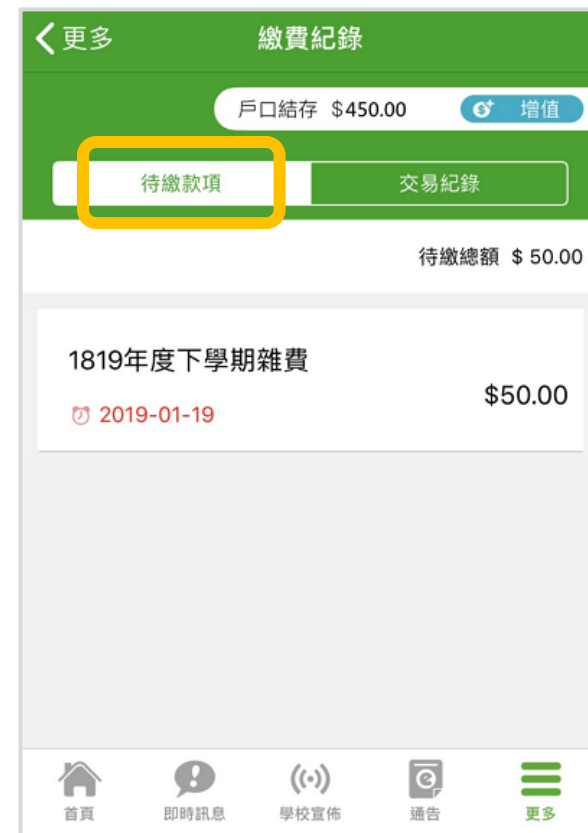 更多 繳費紀錄
戶口結存 $450.00 增值
待繳款項 交易紀錄
待繳總額 $ 50.00
1819年度下學期雜費
$50.00
2019-01-19
首頁 即時訊息 學校宣佈 通告 更多